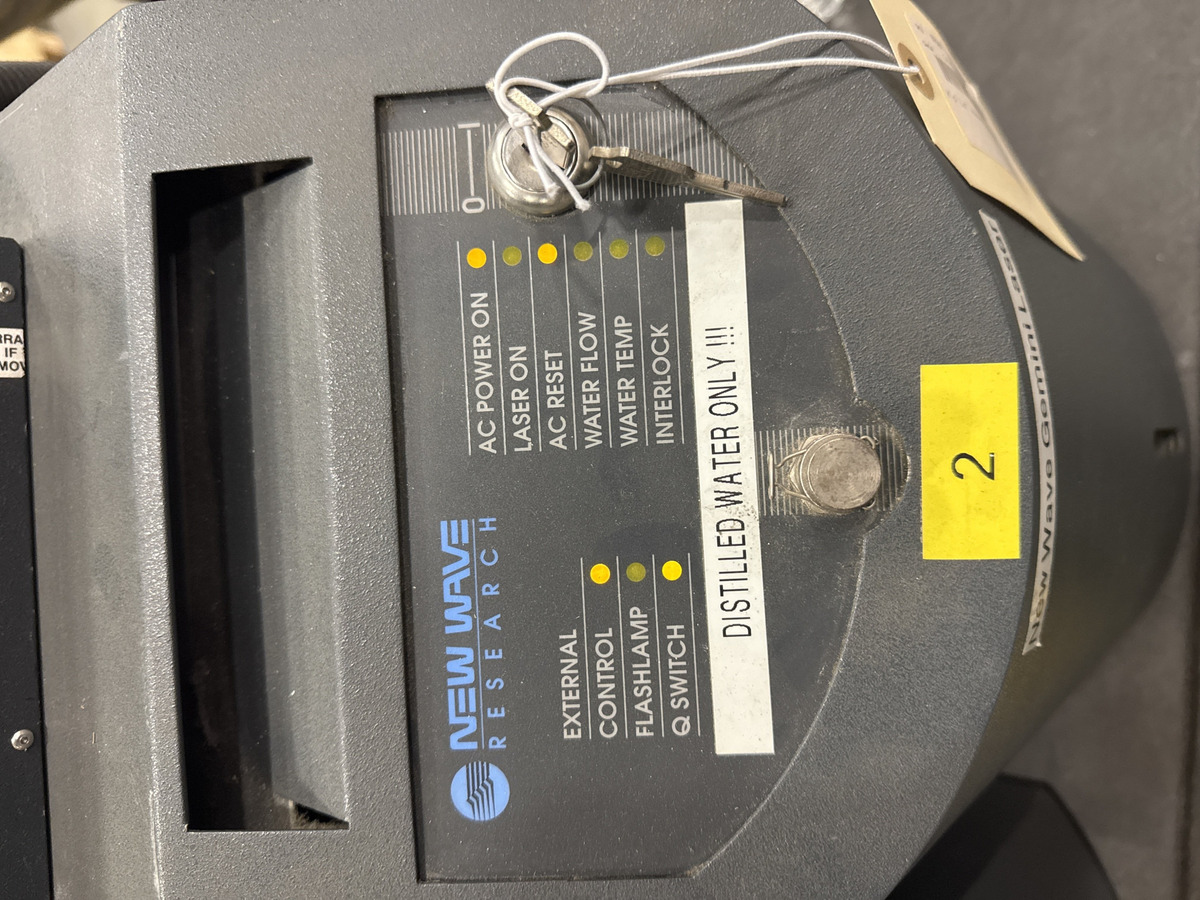 NEW WAVE
RESEARCH
0 I
AC POWER ON
LASER ON
AC RESET
WATER FLOW
WATER TEMP
INTERLOCK
EXTERNAL
CONTROL
FLASHLAMP
Q SWITCH
DISTILLED WATER ONLY !!!
2
New Wave Gemini Laser
IF